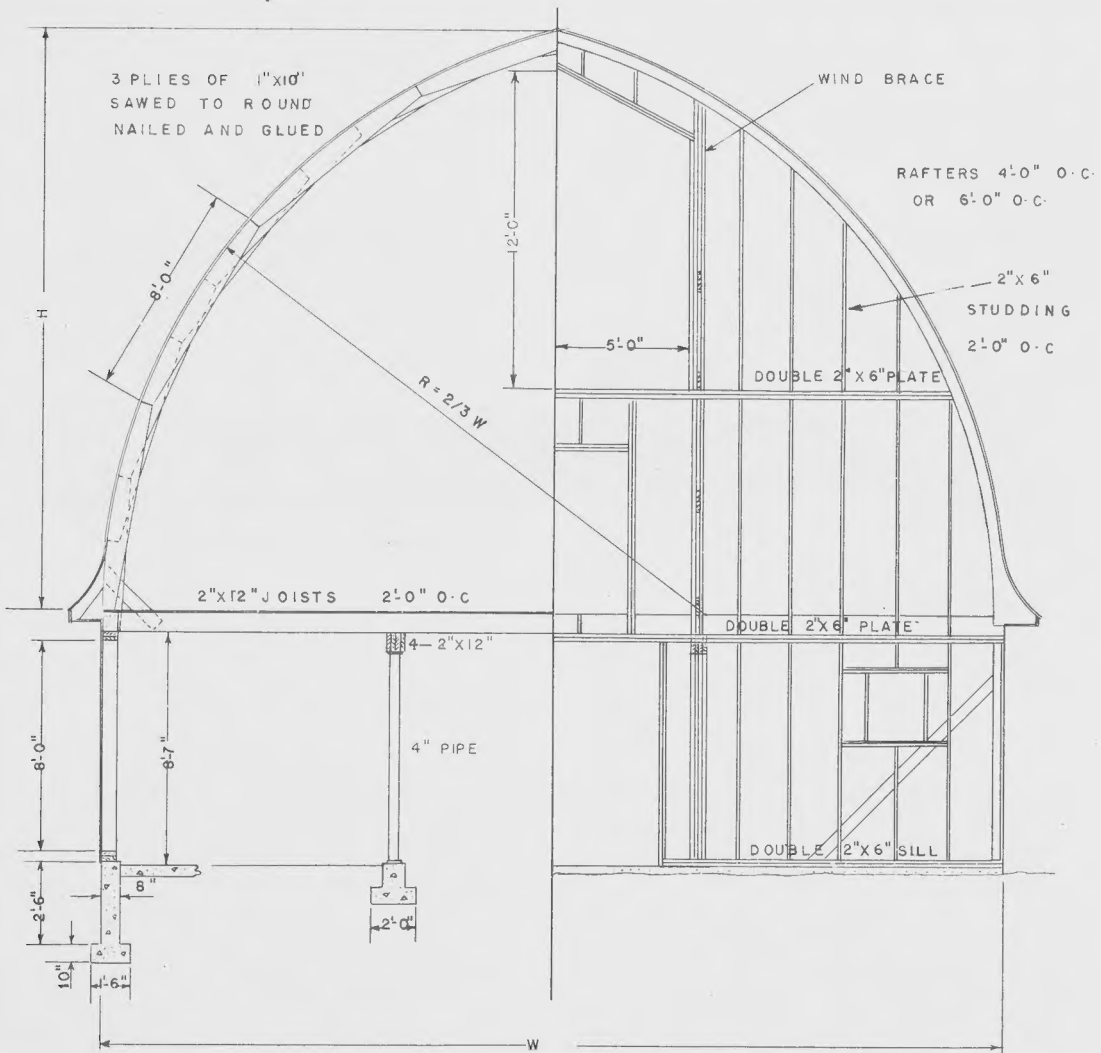 3 PLIES OF 1"X10"
SAWED TO ROUND
NAILED AND GLUED
WIND BRACE
RAFTERS 4'-0" O·C·
OR 6'-0" O·C·
12'-0"
8'-0"
H
2"X 6"
STUDDING
2'-0" O·C
5'-0"
DOUBLE 2"X 6" PLATE
R = 2/3 W
2"X12" JOISTS 2'-0" O·C
DOUBLE 2"X6" PLATE
4—2"X12"
8'-0"
8'-7"
4" PIPE
DOUBLE 2"X6" SILL
8"
2'-6"
2'-0"
10"
1'-6"
W